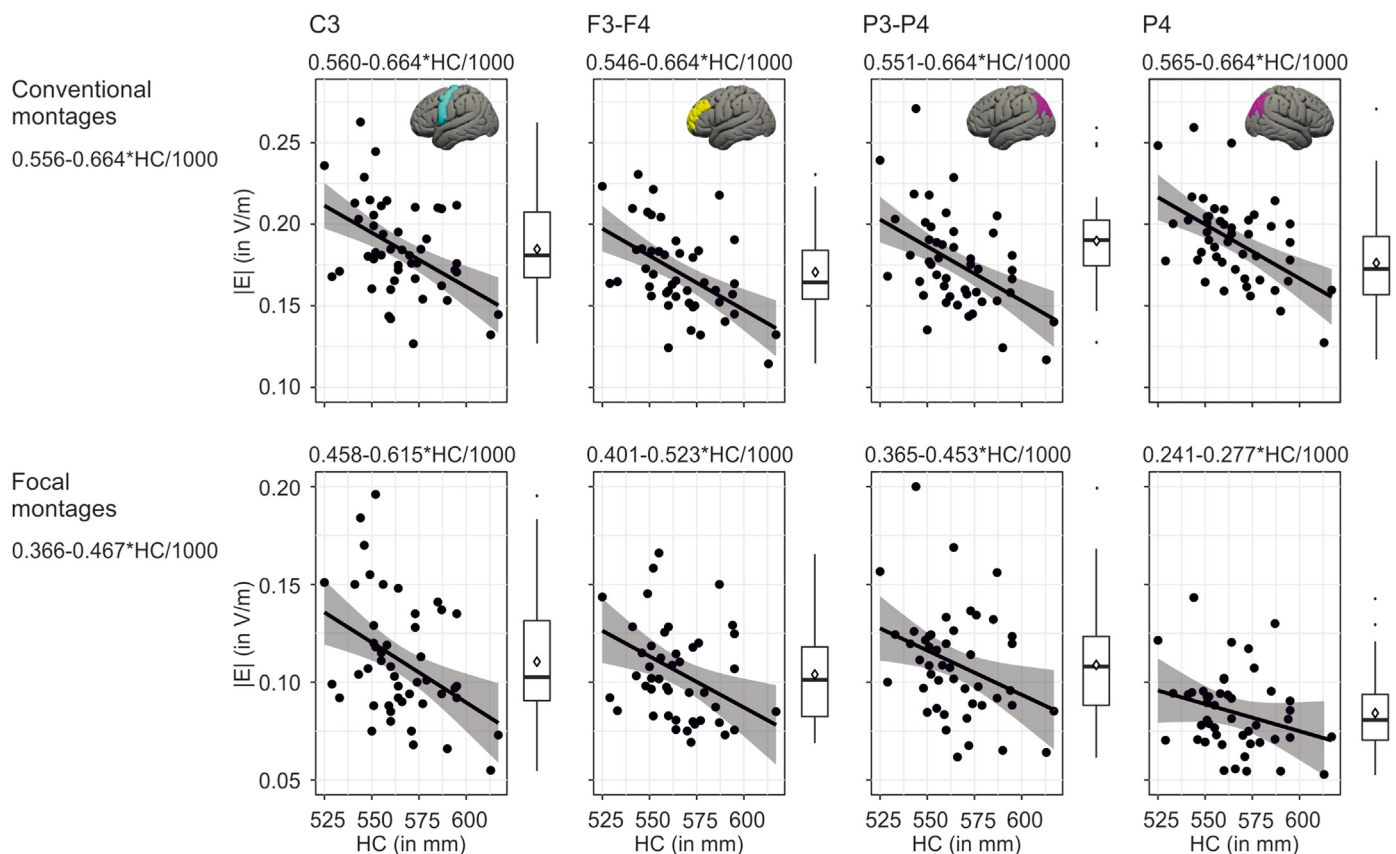 C3
F3-F4
P3-P4
P4
0.560-0.664*HC/1000
0.546-0.664*HC/1000
0.551-0.664*HC/1000
0.565-0.664*HC/1000
Conventional
montages
0.556-0.664*HC/1000
|E| (in V/m)
0.25
0.20
0.15
0.10
0.458-0.615*HC/1000
0.401-0.523*HC/1000
0.365-0.453*HC/1000
0.241-0.277*HC/1000
Focal
montages
0.366-0.467*HC/1000
|E| (in V/m)
0.20
0.15
0.10
0.05
525 550 575 600
525 550 575 600
525 550 575 600
525 550 575 600
HC (in mm)
HC (in mm)
HC (in mm)
HC (in mm)